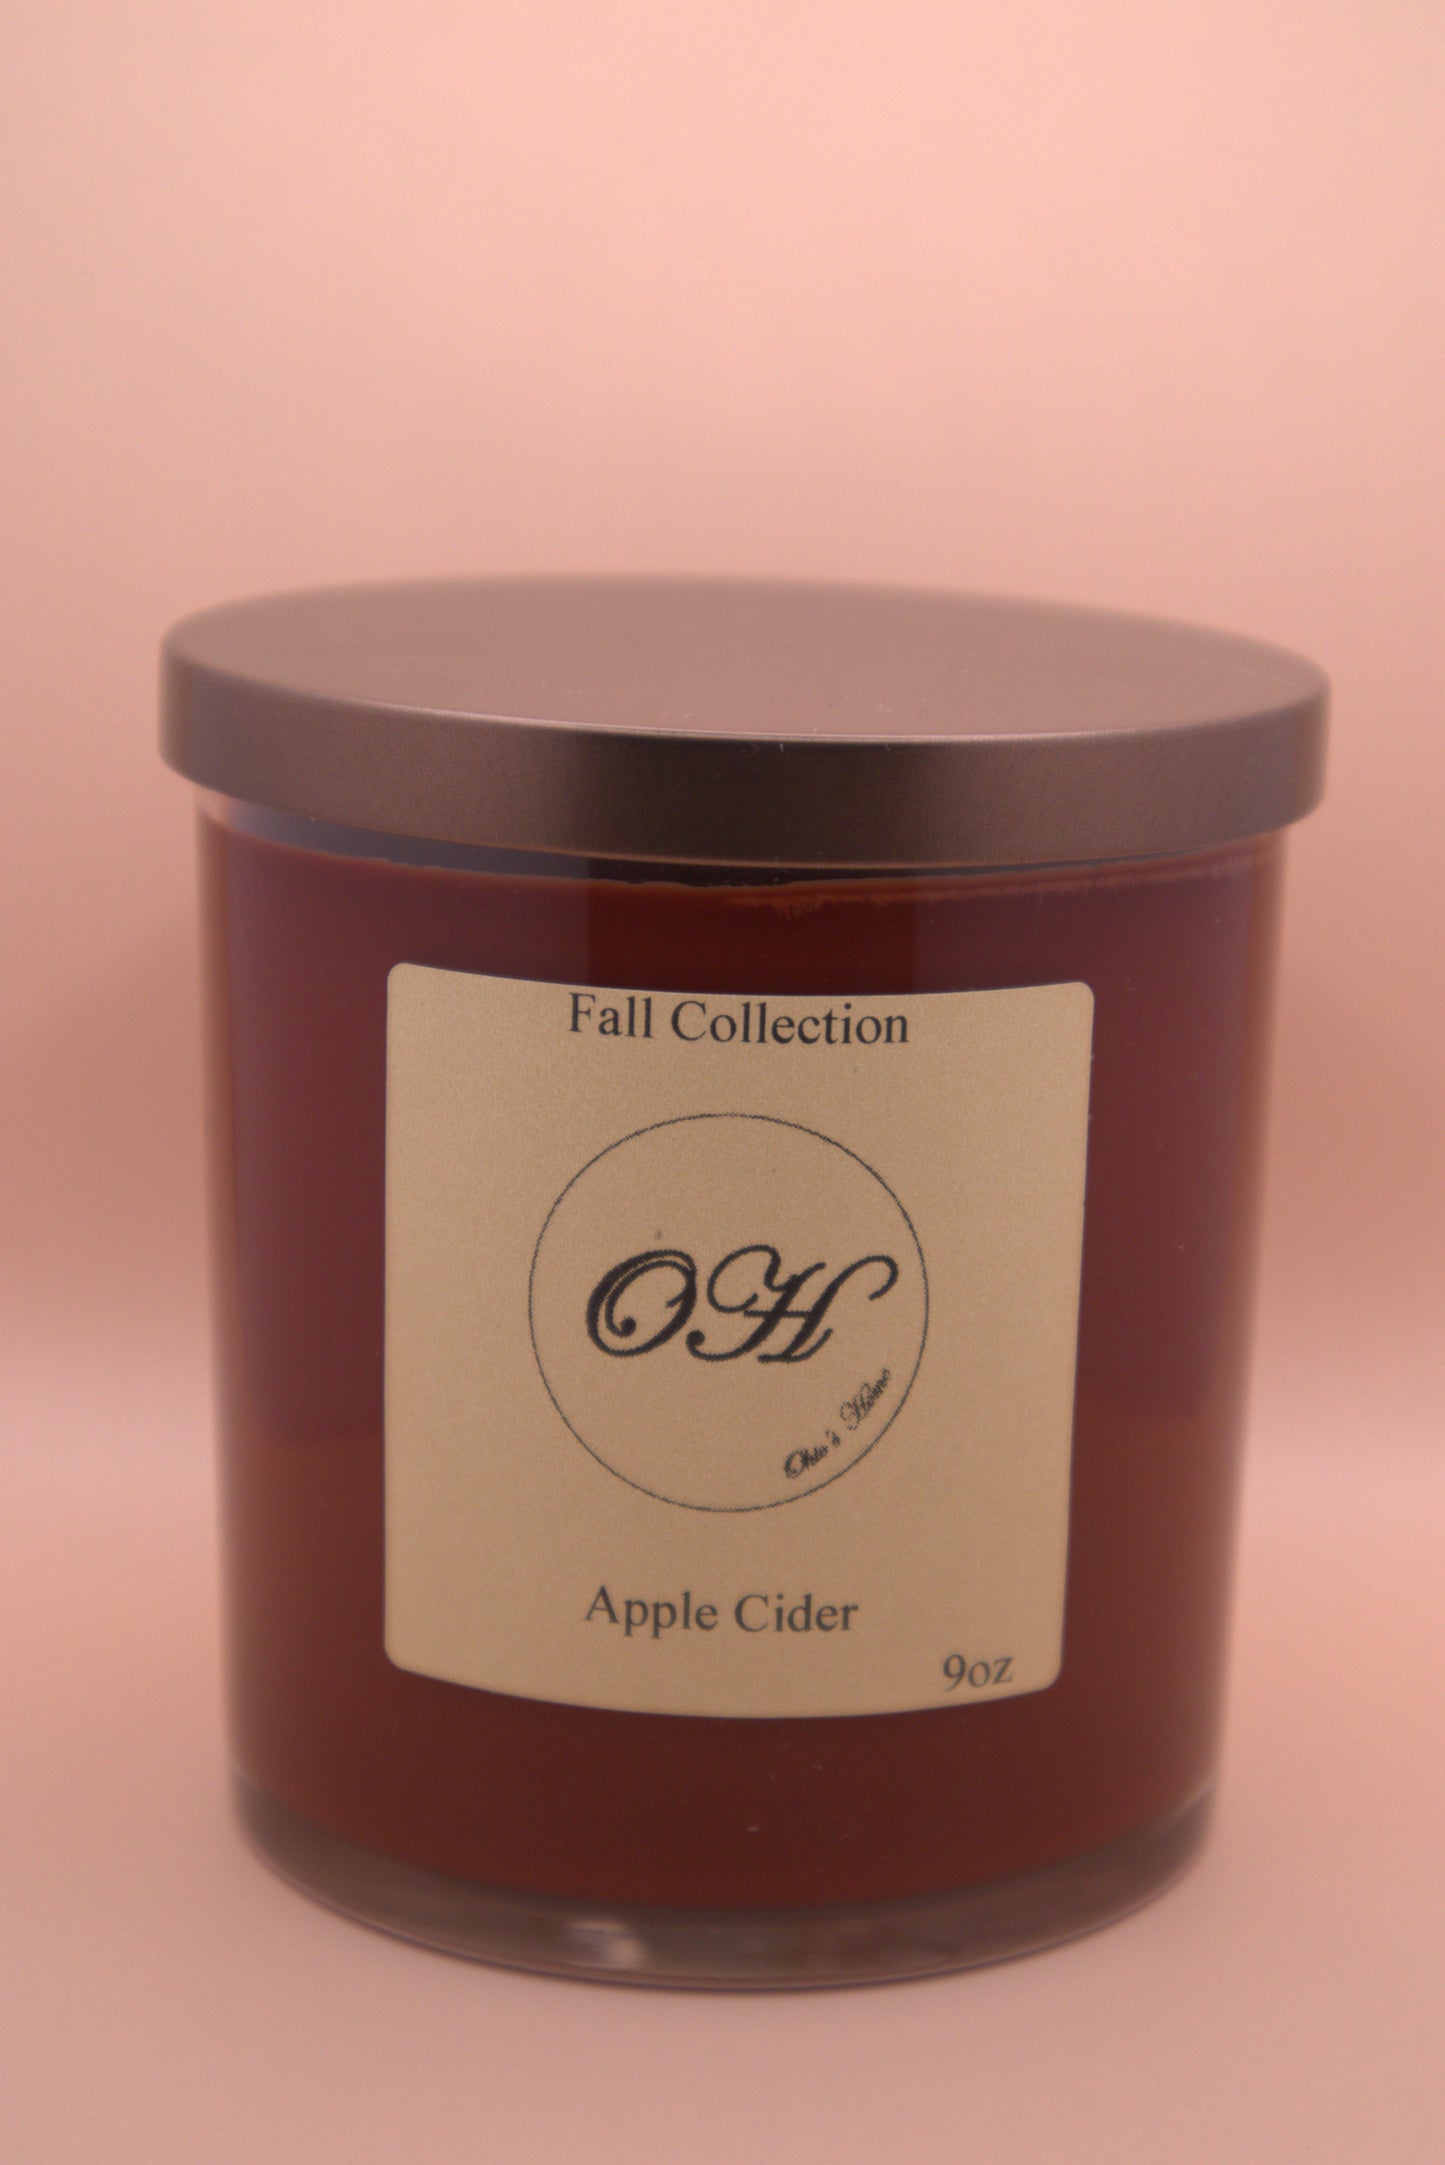 Fall Collection
OH
Apple Cider
9oz